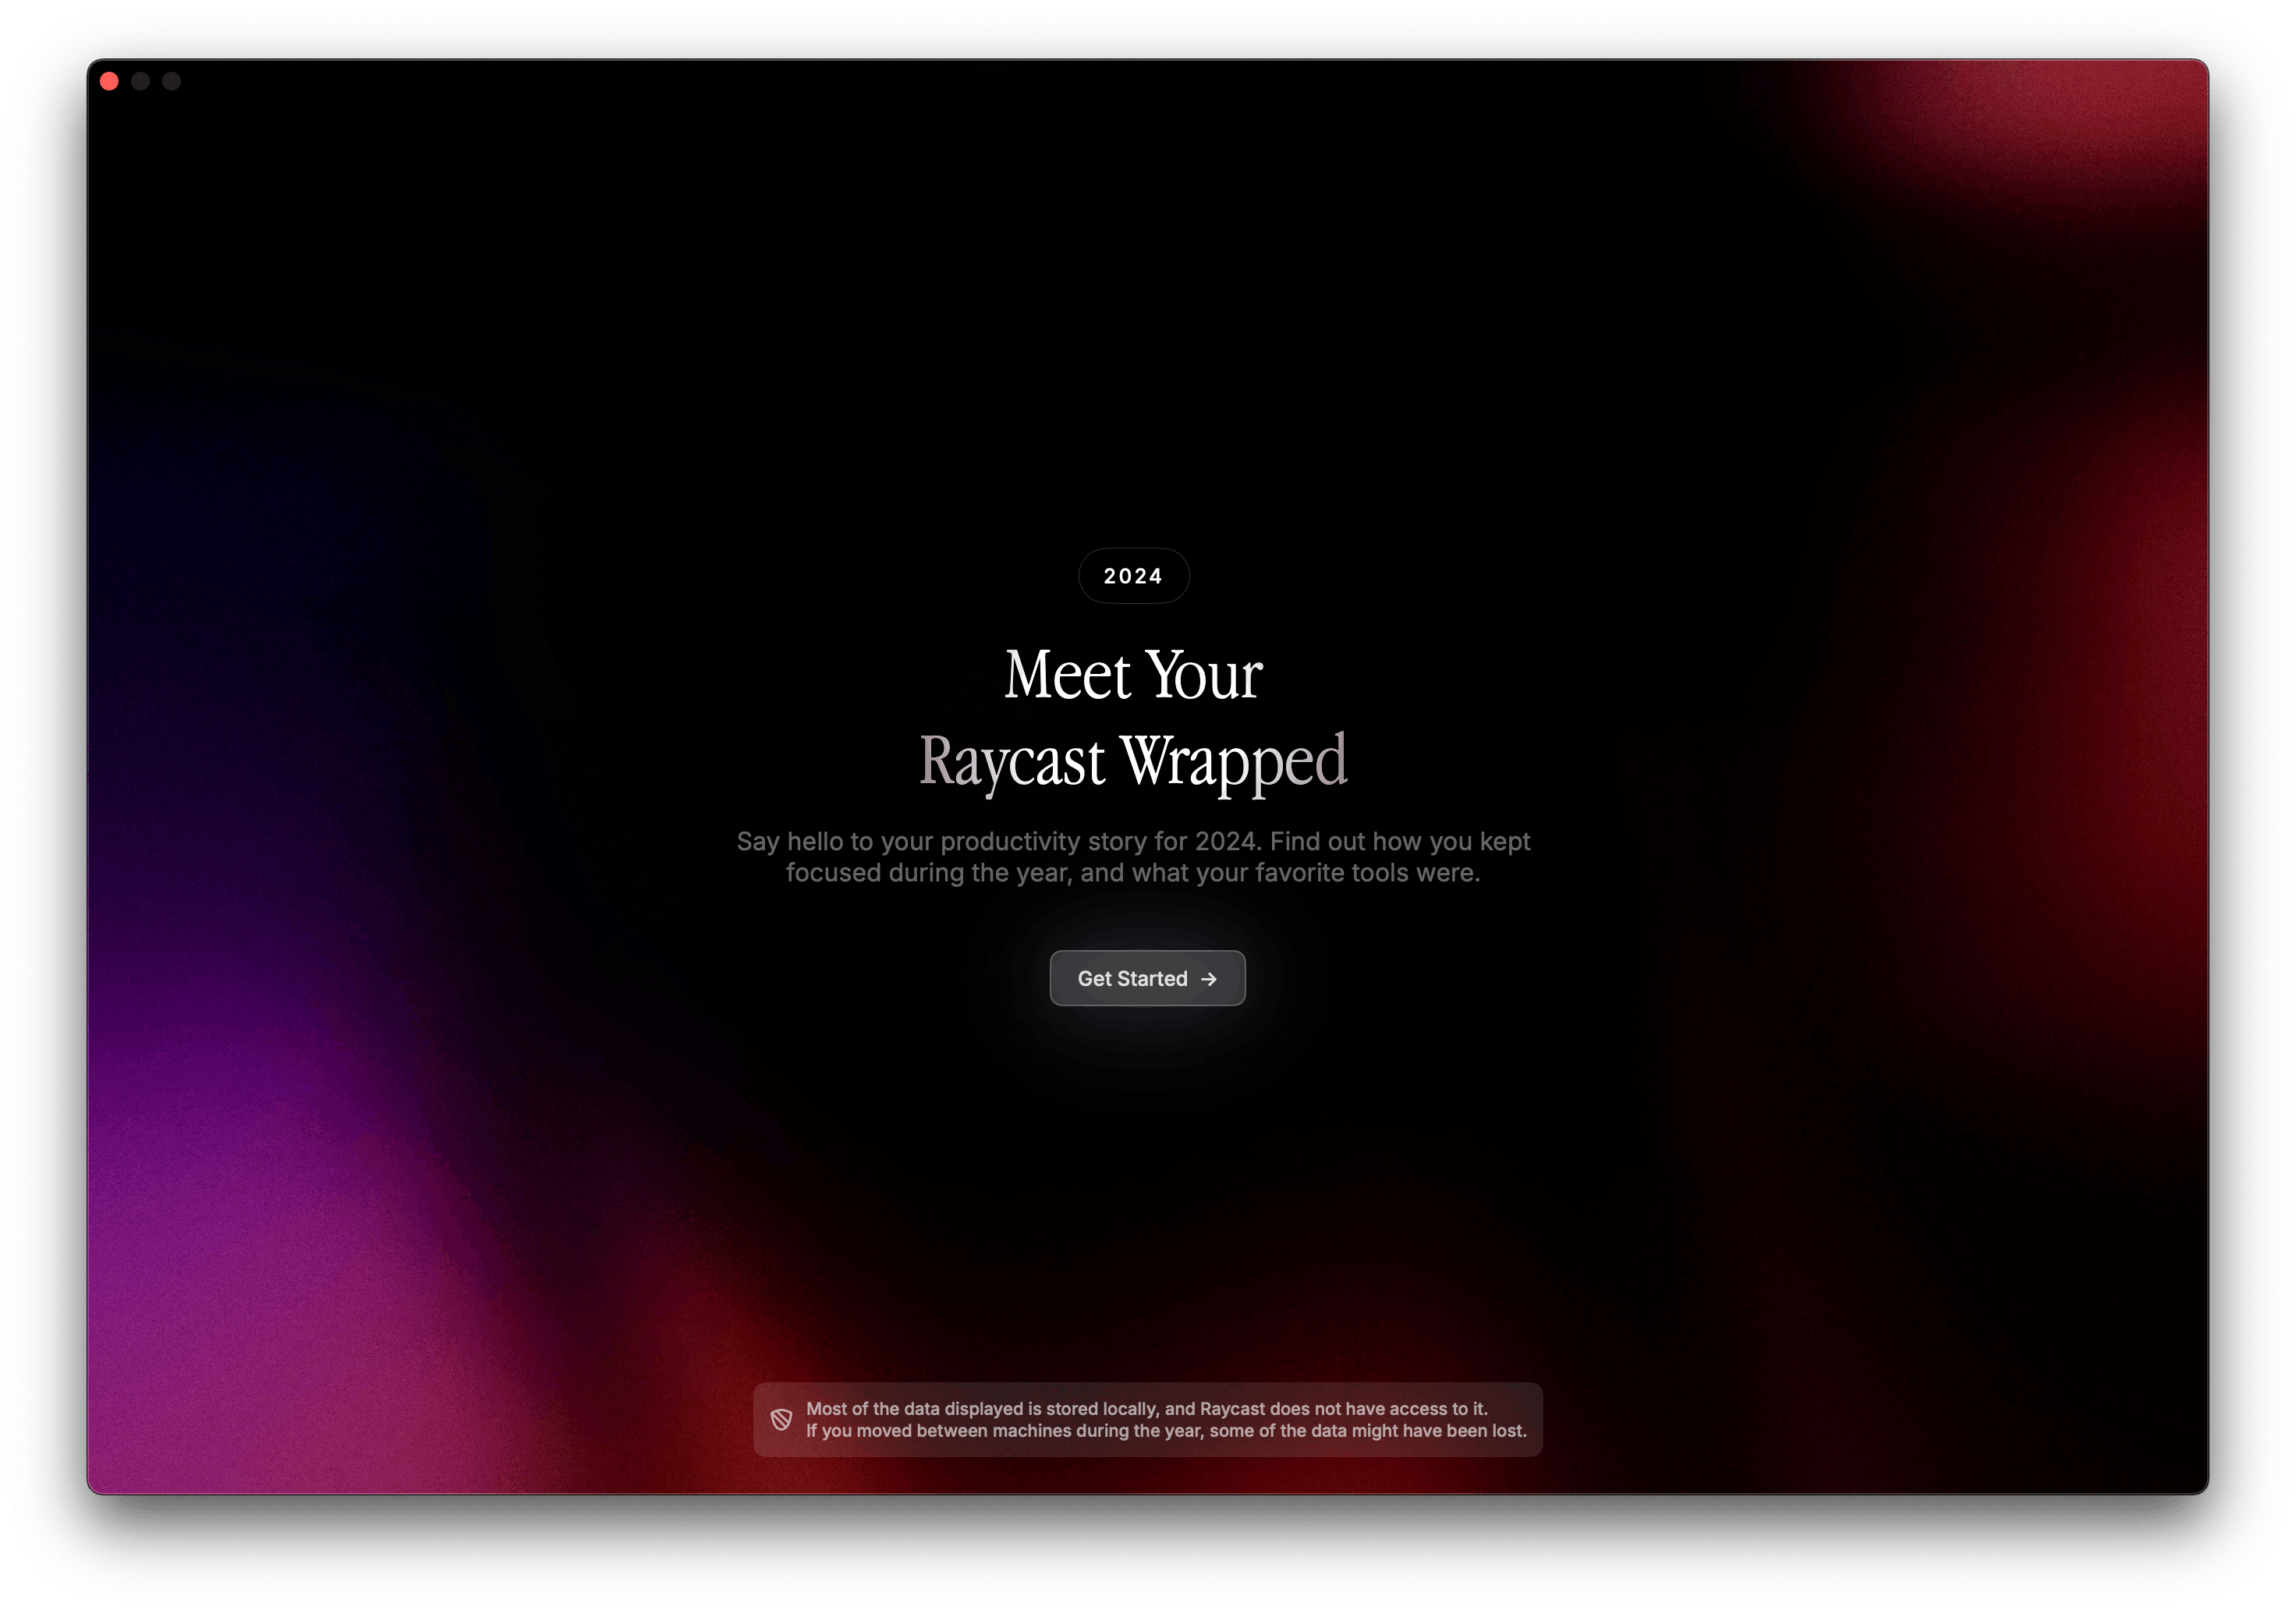 2024
Meet Your
Raycast Wrapped
Say hello to your productivity story for 2024. Find out how you kept
focused during the year, and what your favorite tools were.
Get Started →
Most of the data displayed is stored locally, and Raycast does not have access to it.
If you moved between machines during the year, some of the data might have been lost.